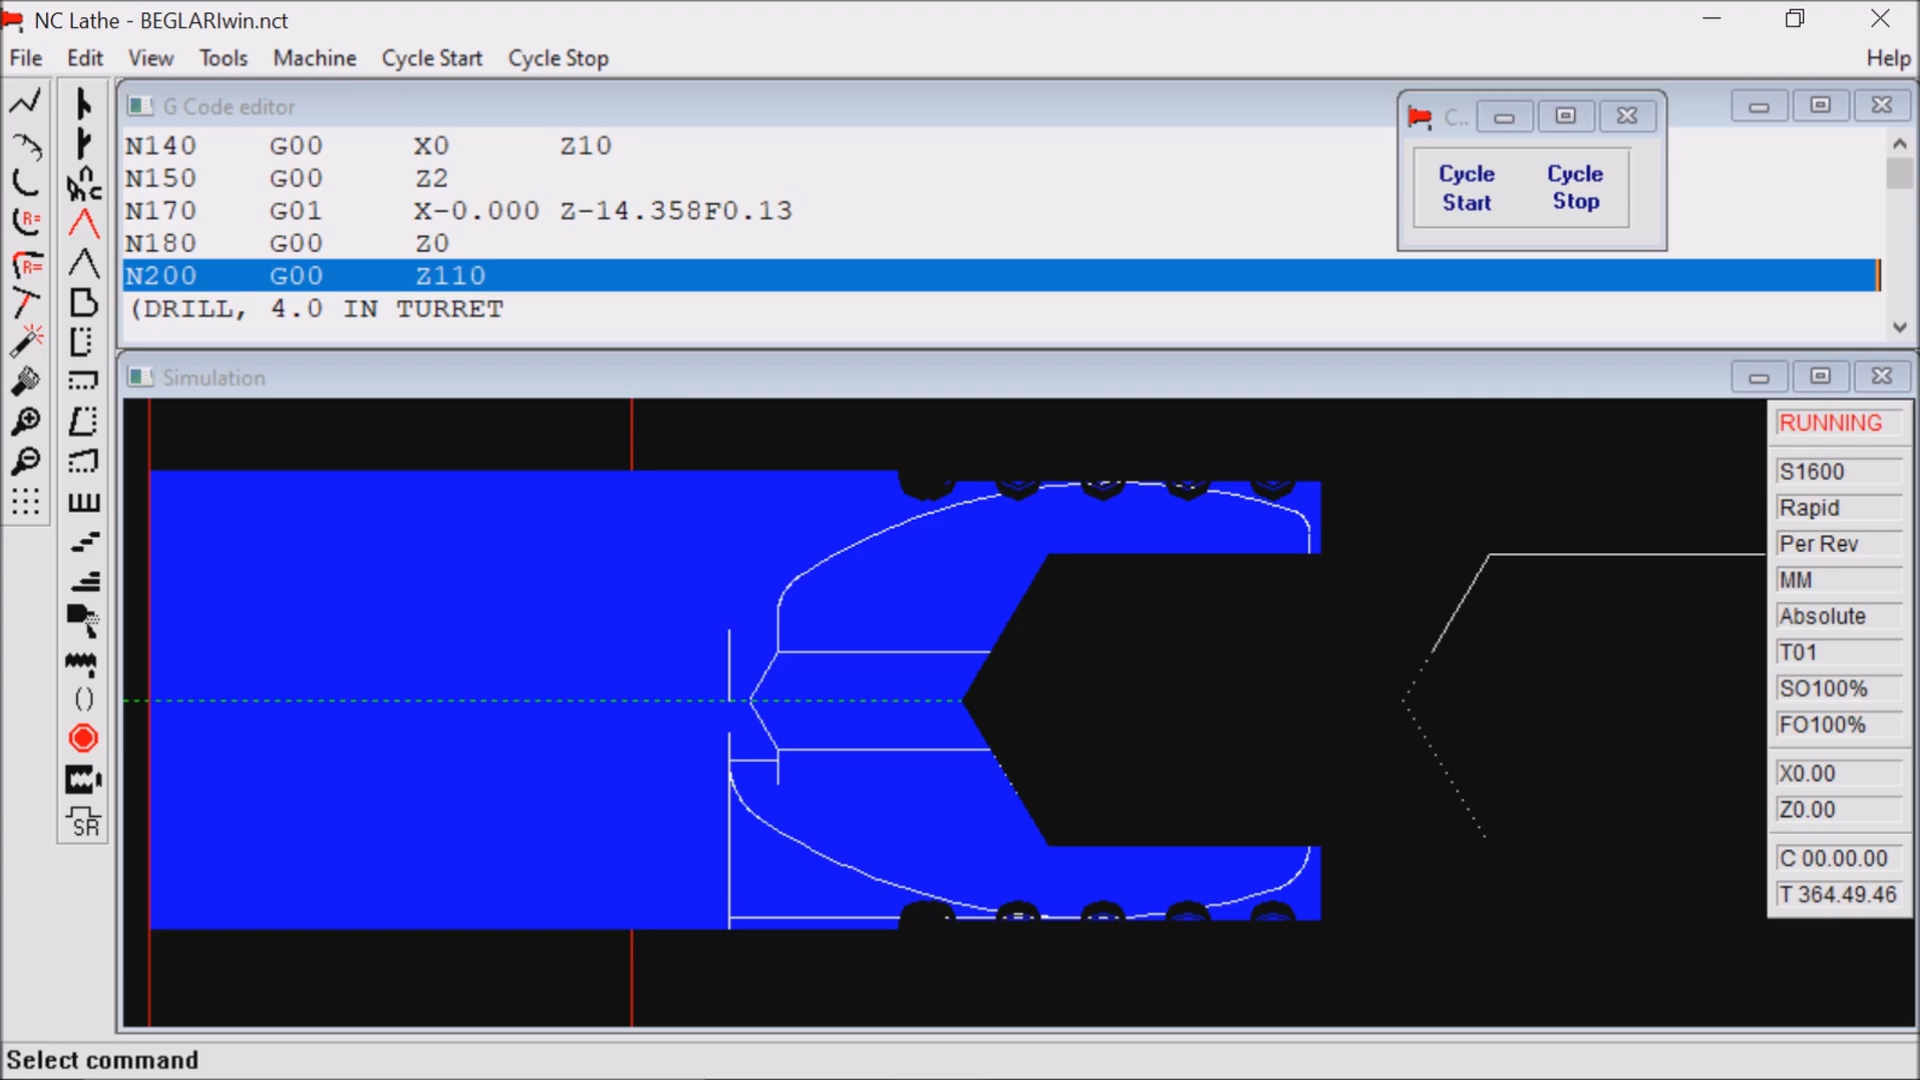 NC Lathe - BEGLARIwin.nct
File Edit View Tools Machine Cycle Start Cycle Stop Help
G Code editor
N140 G00 X0 Z10
N150 G00 Z2
N170 G01 X-0.000 Z-14.358F0.13
N180 G00 Z0
N200 G00 Z110
(DRILL, 4.0 IN TURRET
C..
Cycle Start
Cycle Stop
R=
R=
()
SR
Simulation
RUNNING
S1600
Rapid
Per Rev
MM
Absolute
T01
SO100%
FO100%
X0.00
Z0.00
C 00.00.00
T 364.49.46
Select command